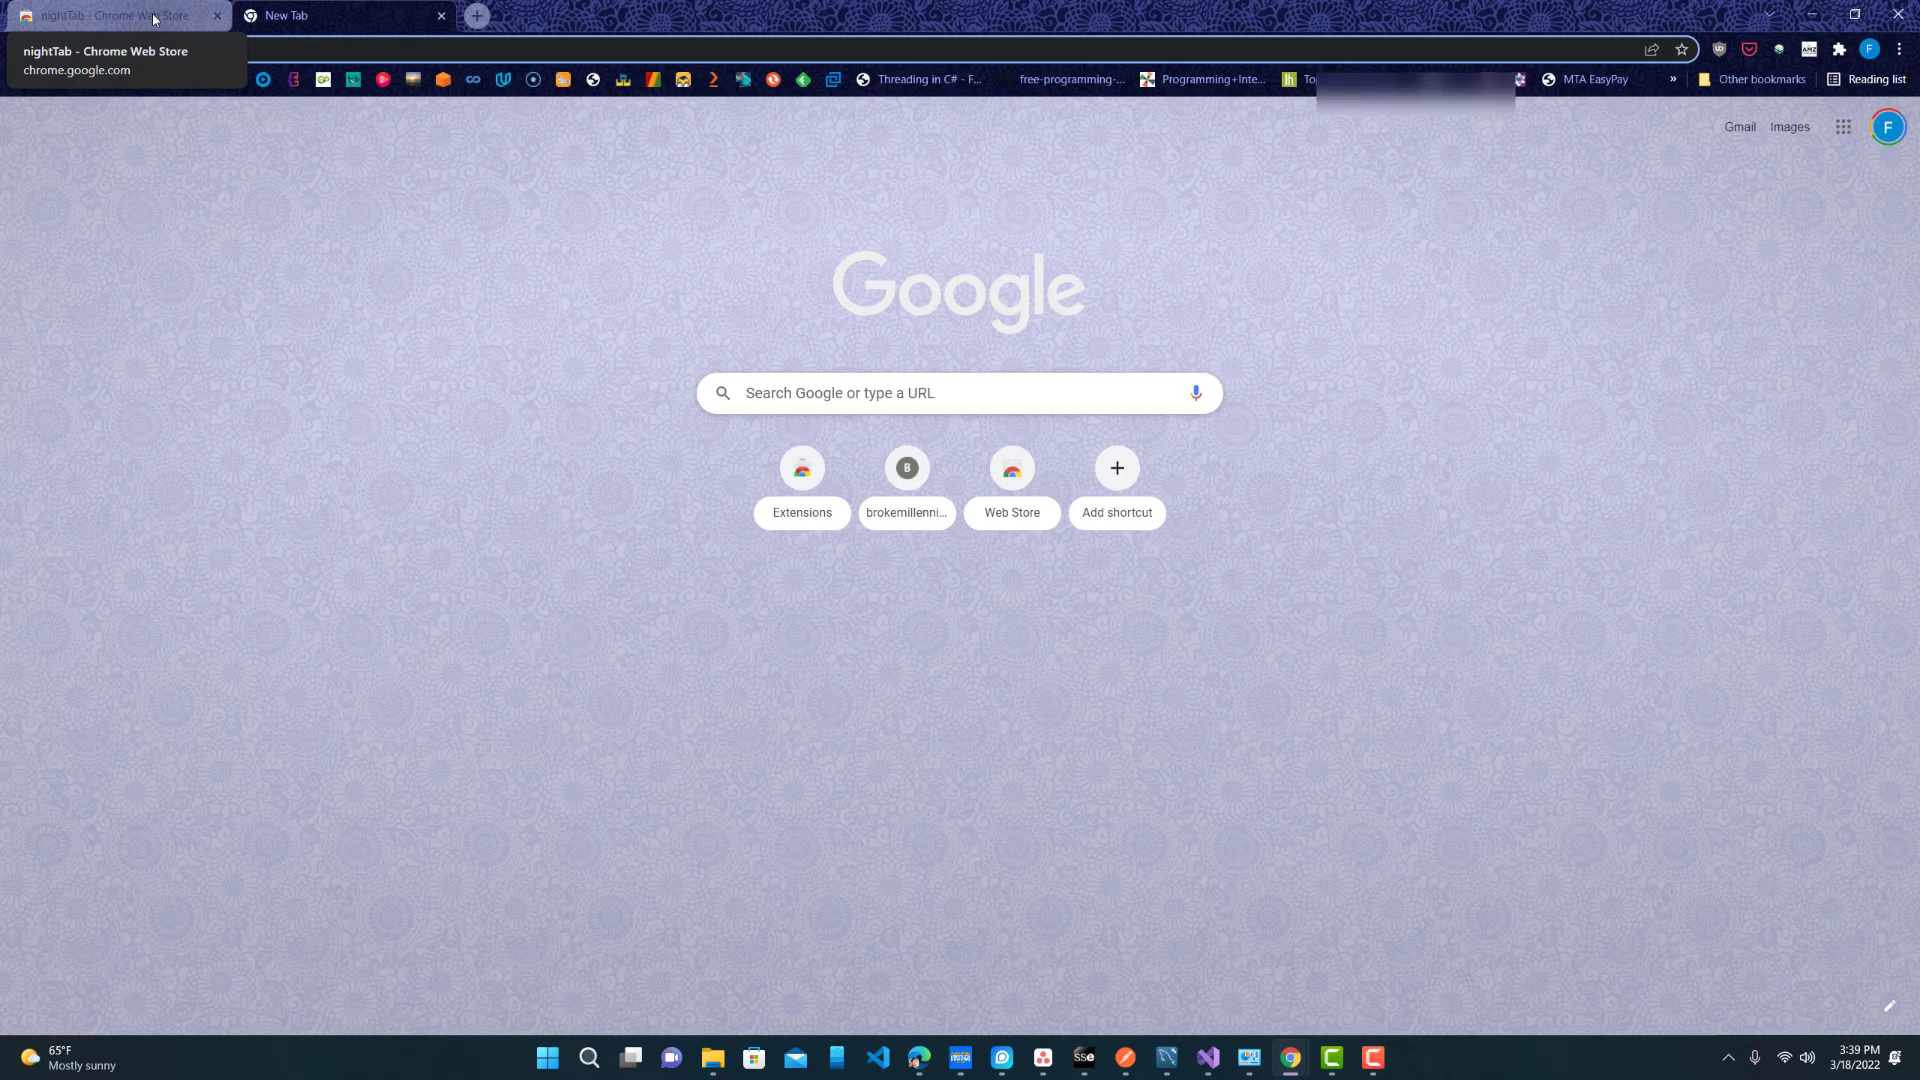 nightTab - Chrome Web Store
New Tab
nightTab - Chrome Web Store
chrome.google.com
Threading in C# - F...
free-programming-...
Programming+Inte...
To
MTA EasyPay
»
Other bookmarks
Reading list
Gmail
Images
F
Google
Search Google or type a URL
B
Extensions
brokemillenni...
Web Store
Add shortcut
65°F
Mostly sunny
3:39 PM
3/18/2022